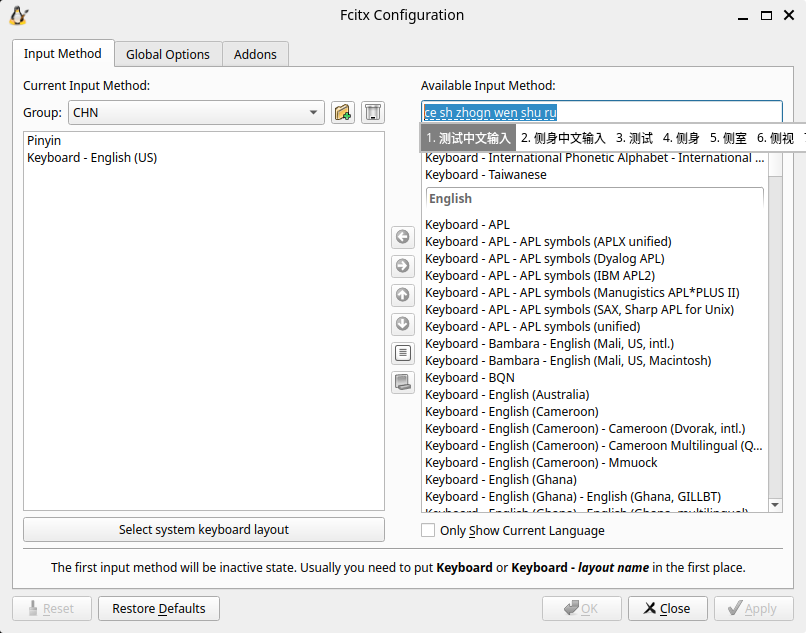 Fcitx Configuration
Input Method
Global Options
Addons
Current Input Method:
Group:
CHN
Pinyin
Keyboard - English (US)
Select system keyboard layout
Available Input Method:
ce sh zhogn wen shu ru
1. 测试中文输入 2. 侧身中文输入 3. 测试 4. 侧身 5. 侧室 6. 侧视
Keyboard - International Phonetic Alphabet - International ...
Keyboard - Taiwanese
English
Keyboard - APL
Keyboard - APL - APL symbols (APLX unified)
Keyboard - APL - APL symbols (Dyalog APL)
Keyboard - APL - APL symbols (IBM APL2)
Keyboard - APL - APL symbols (Manugistics APL*PLUS II)
Keyboard - APL - APL symbols (SAX, Sharp APL for Unix)
Keyboard - APL - APL symbols (unified)
Keyboard - Bambara - English (Mali, US, intl.)
Keyboard - Bambara - English (Mali, US, Macintosh)
Keyboard - BQN
Keyboard - English (Australia)
Keyboard - English (Cameroon)
Keyboard - English (Cameroon) - Cameroon (Dvorak, intl.)
Keyboard - English (Cameroon) - Cameroon Multilingual (Q...
Keyboard - English (Cameroon) - Mmuock
Keyboard - English (Ghana)
Keyboard - English (Ghana) - English (Ghana, GILLBT)
Keyboard - English (Ghana) - English (Ghana, multilingual)
Only Show Current Language
The first input method will be inactive state. Usually you need to put Keyboard or Keyboard - layout name in the first place.
Reset
Restore Defaults
OK
Close
Apply